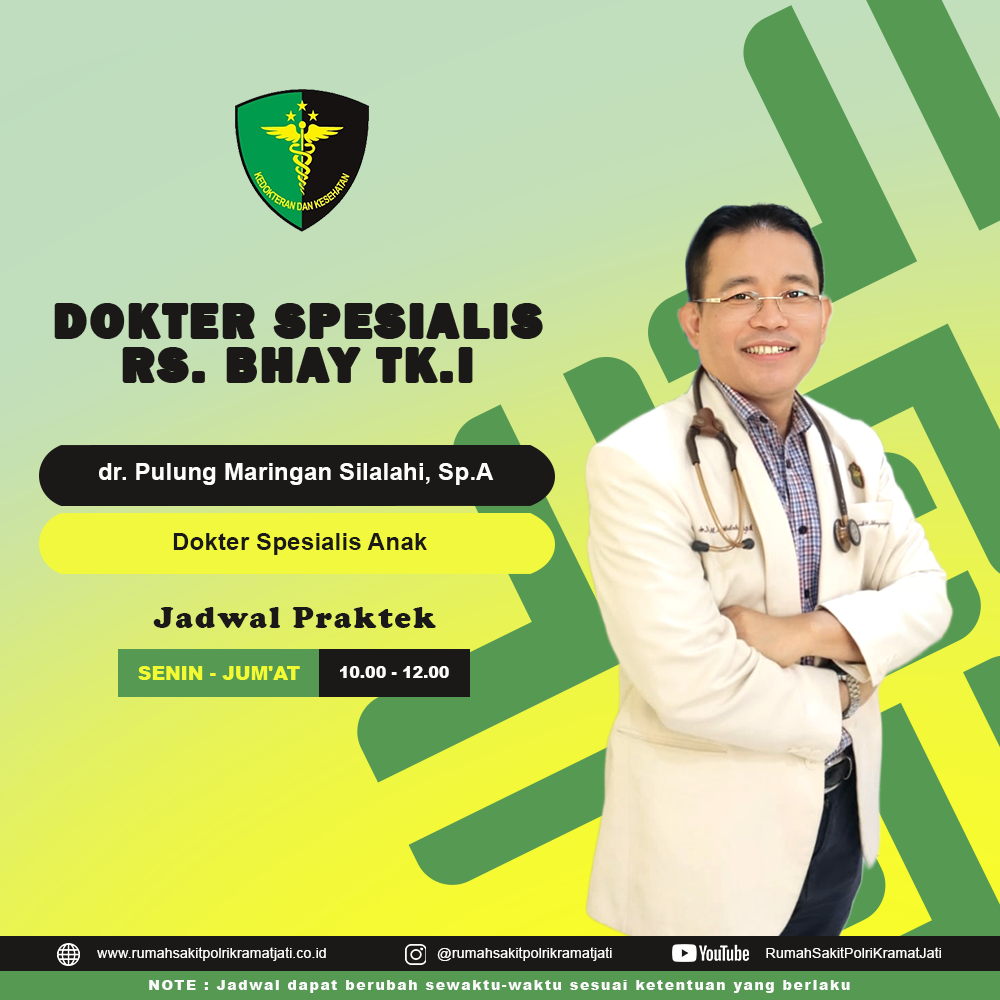 KEDOKTERAN DAN KESEHATAN
DOKTER SPESIALIS
RS. BHAY TK.I
dr. Pulung Maringan Silalahi, Sp.A
Dokter Spesialis Anak
Jadwal Praktek
SENIN - JUM'AT 10.00 - 12.00
www.rumahsakitpolrikramatjati.co.id @rumahsakitpolrikramatjati YouTube RumahSakitPolriKramatJati
NOTE : Jadwal dapat berubah sewaktu-waktu sesuai ketentuan yang berlaku